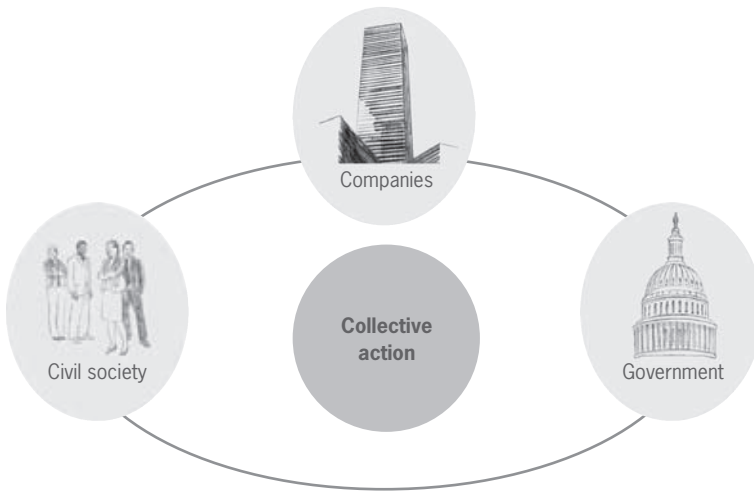 Companies
Civil society
Collective
action
Government